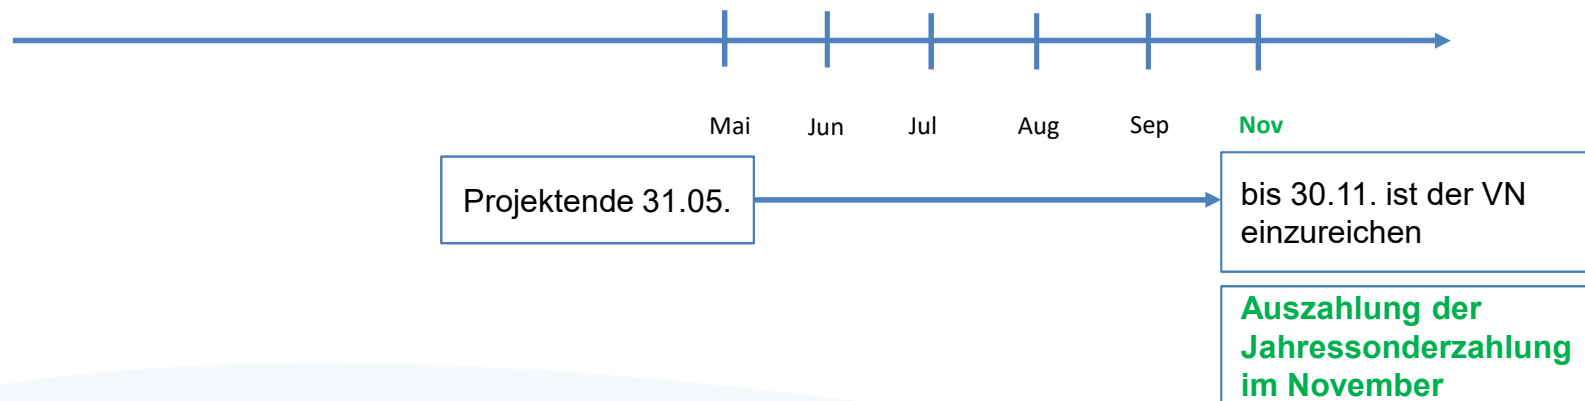 Mai Jun Jul Aug Sep Nov
Projektende 31.05.
bis 30.11. ist der VN
einzureichen
Auszahlung der
Jahressonderzahlung
im November